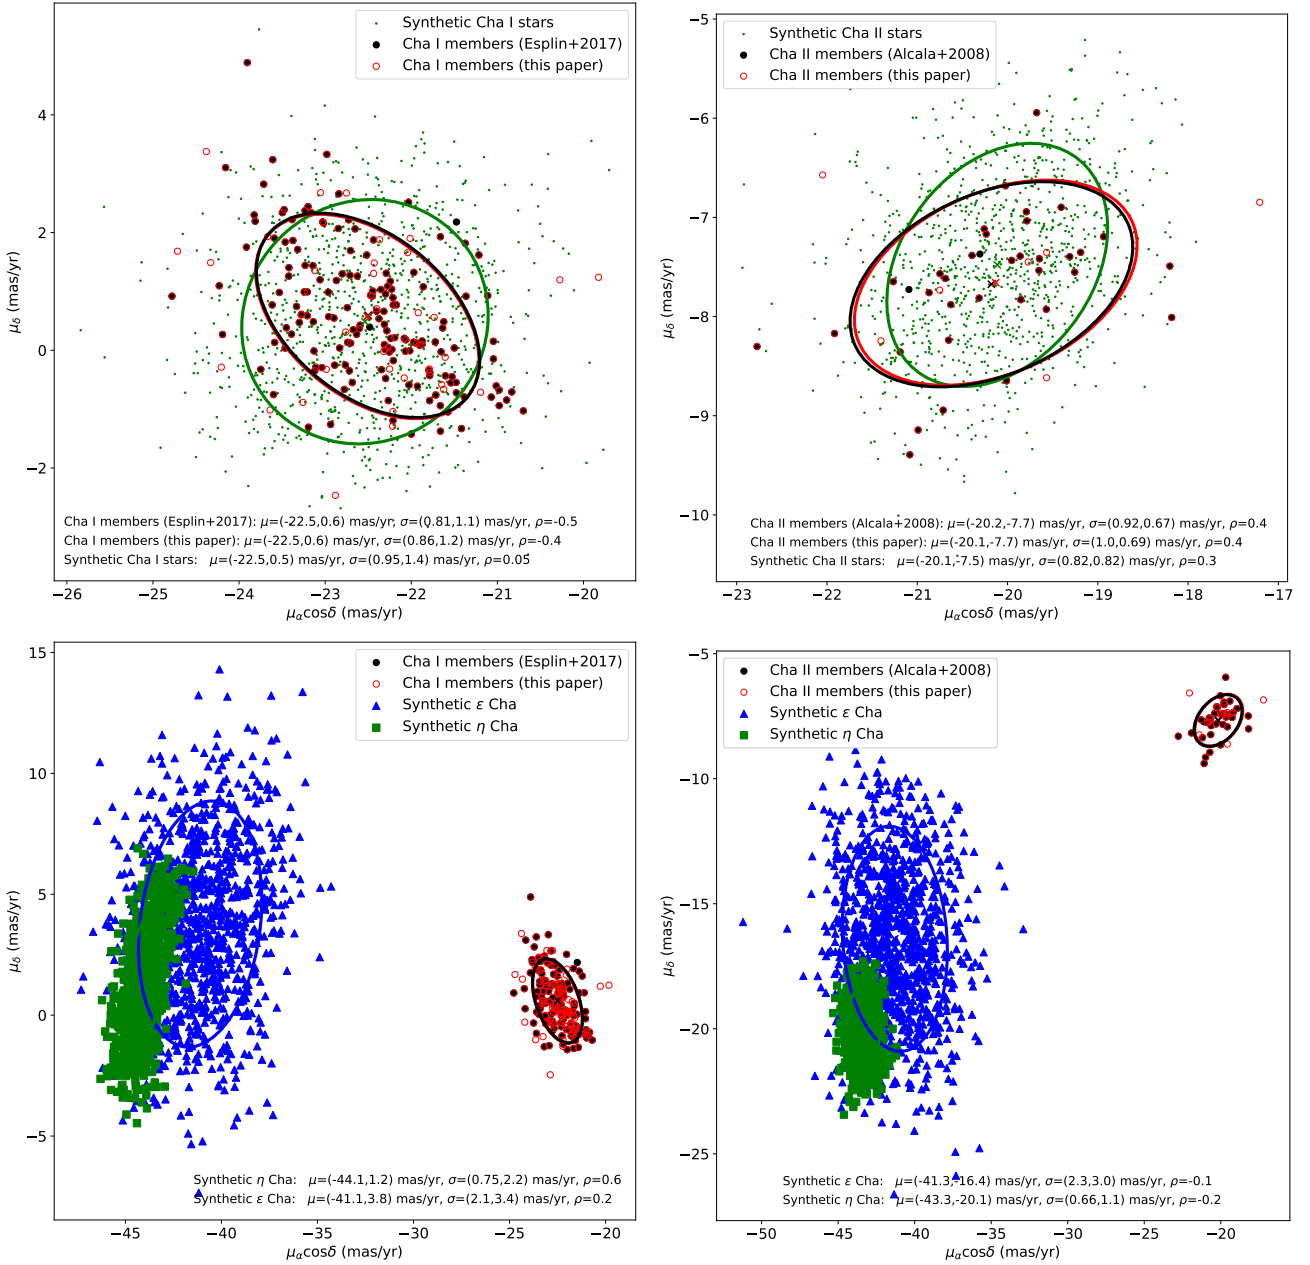 Synthetic Cha I stars
Cha I members (Esplin+2017)
Cha I members (this paper)
4
2
0
−2
μδ (mas/yr)
Cha I members (Esplin+2017): μ=(-22.5,0.6) mas/yr, σ=(0.81,1.1) mas/yr, ρ=-0.5
Cha I members (this paper): μ=(-22.5,0.6) mas/yr, σ=(0.86,1.2) mas/yr, ρ=-0.4
Synthetic Cha I stars: μ=(-22.5,0.5) mas/yr, σ=(0.95,1.4) mas/yr, ρ=0.05
−26 −25 −24 −23 −22 −21 −20
μαcosδ (mas/yr)
Synthetic Cha II stars
Cha II members (Alcala+2008)
Cha II members (this paper)
−5
−6
−7
−8
−9
−10
μδ (mas/yr)
Cha II members (Alcala+2008): μ=(-20.2,-7.7) mas/yr, σ=(0.92,0.67) mas/yr, ρ=0.4
Cha II members (this paper): μ=(-20.1,-7.7) mas/yr, σ=(1.0,0.69) mas/yr, ρ=0.4
Synthetic Cha II stars: μ=(-20.1,-7.5) mas/yr, σ=(0.82,0.82) mas/yr, ρ=0.3
−23 −22 −21 −20 −19 −18 −17
μαcosδ (mas/yr)
Cha I members (Esplin+2017)
Cha I members (this paper)
Synthetic ε Cha
Synthetic η Cha
15
10
5
0
−5
μδ (mas/yr)
Synthetic η Cha: μ=(-44.1,1.2) mas/yr, σ=(0.75,2.2) mas/yr, ρ=0.6
Synthetic ε Cha: μ=(-41.1,3.8) mas/yr, σ=(2.1,3.4) mas/yr, ρ=0.2
−45 −40 −35 −30 −25 −20
μαcosδ (mas/yr)
Cha II members (Alcala+2008)
Cha II members (this paper)
Synthetic ε Cha
Synthetic η Cha
−5
−10
−15
−20
−25
μδ (mas/yr)
Synthetic ε Cha: μ=(-41.3,-16.4) mas/yr, σ=(2.3,3.0) mas/yr, ρ=-0.1
Synthetic η Cha: μ=(-43.3,-20.1) mas/yr, σ=(0.66,1.1) mas/yr, ρ=-0.2
−50 −45 −40 −35 −30 −25 −20
μαcosδ (mas/yr)